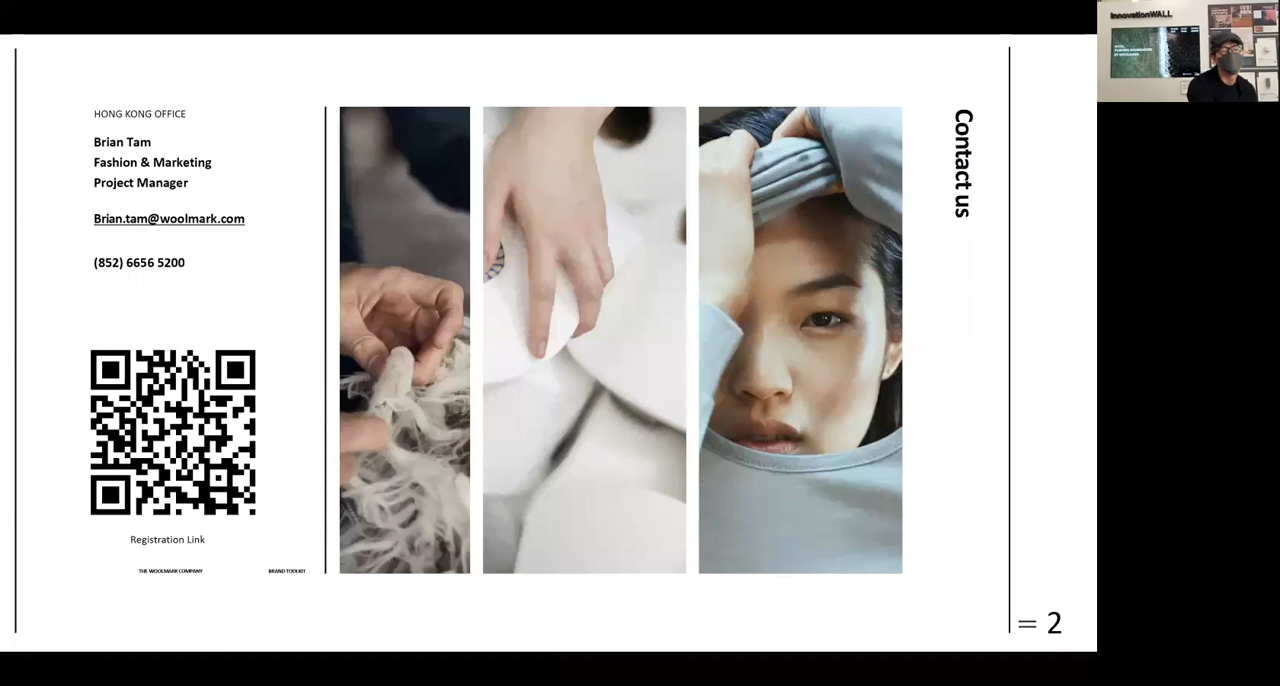 HONG KONG OFFICE
Brian Tam
Fashion & Marketing
Project Manager
Brian.tam@woolmark.com
(852) 6656 5200
Registration Link
THE WOOLMARK COMPANY
BRAND TOOLKIT
Contact us
= 2
InnovationWALL